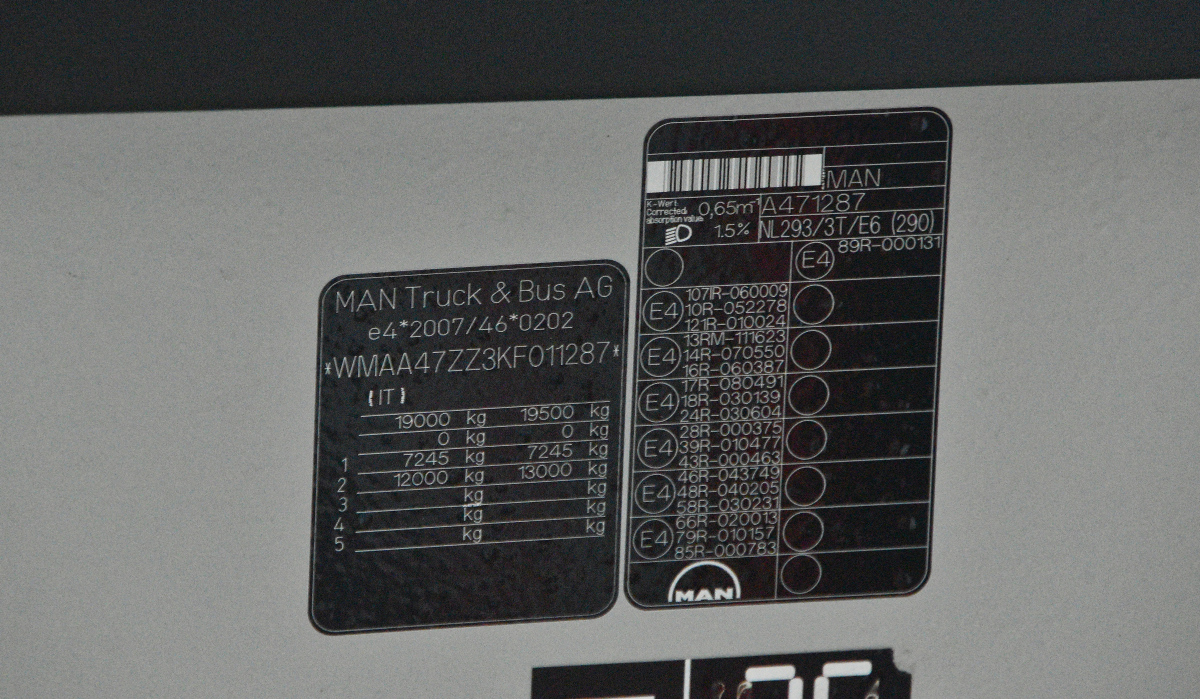 MAN Truck & Bus AG
e4*2007/46*0202
*WMAA47ZZ3KF011287*
IT
19000 kg 19500 kg
0 kg 0 kg
1 7245 kg 7245 kg
2 12000 kg 13000 kg
3 kg kg
4 kg kg
5 kg kg
MAN
K-Wert
Corrected
absorption value
0,65m⁻¹
A471287
1.5%
NL293/3T/E6 (290)
E4 89R-000131
107IR-060009
E4 10R-052278
121R-010024
13RM-111623
E4 14R-070550
16R-060387
17R-080491
E4 18R-030139
24R-030604
28R-000375
E4 39R-010477
43R-000463
46R-043749
E4 48R-040205
58R-030231
66R-020013
E4 79R-010157
85R-000783
MAN